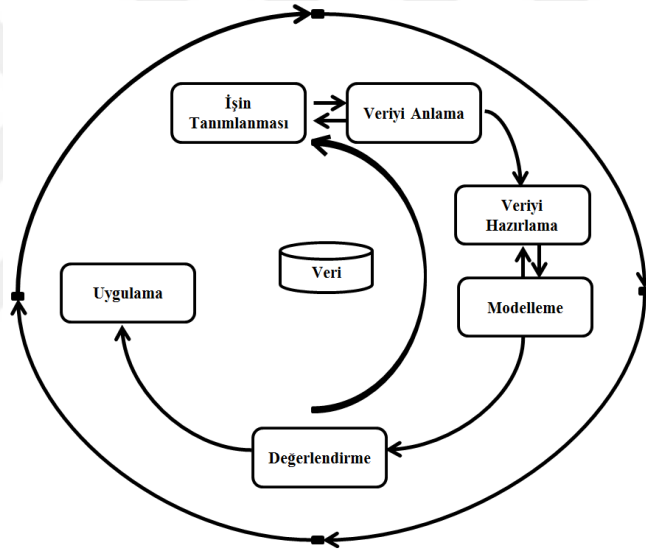 İşin
Tanımlanması
Veriyi Anlama
Veriyi
Hazırlama
Veri
Uygulama
Modelleme
Değerlendirme